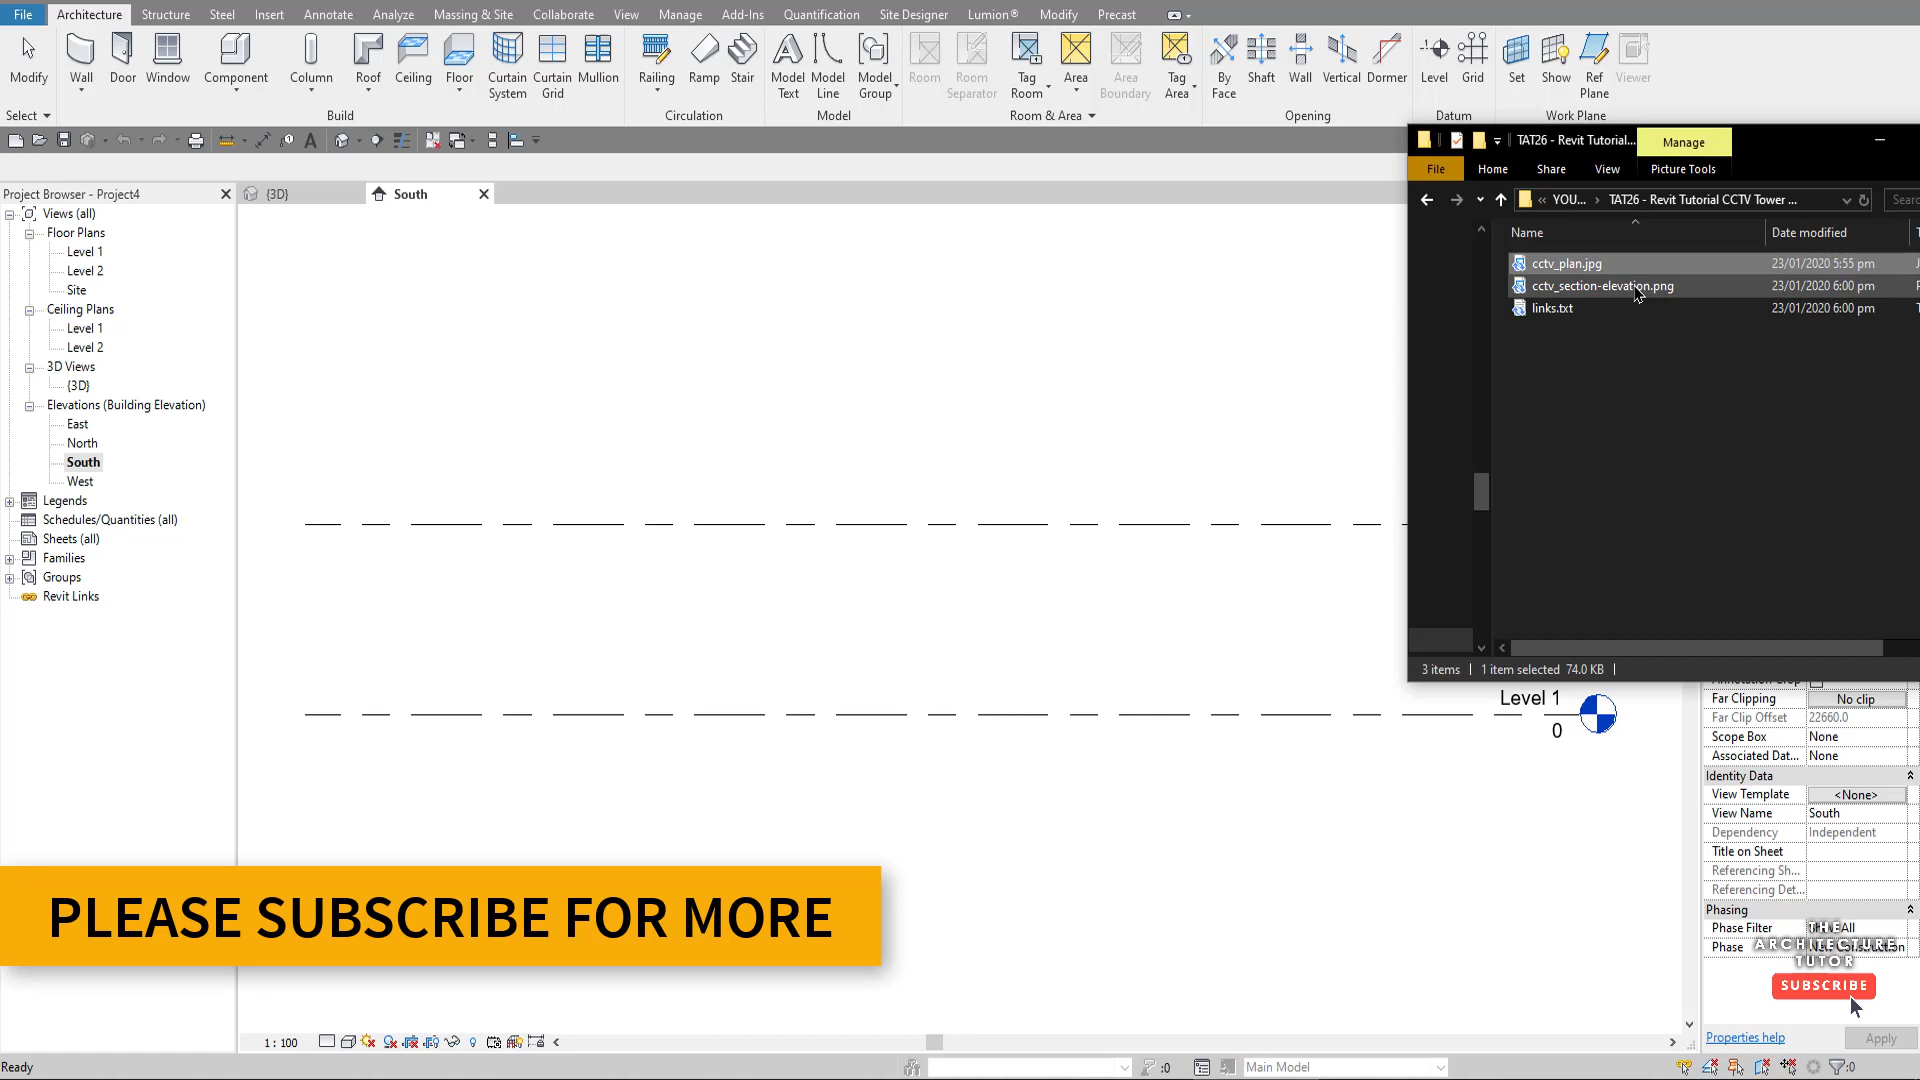 File Architecture Structure Steel Insert Annotate Analyze Massing & Site Collaborate View Manage Add-Ins Quantification Site Designer Lumion® Modify Precast
Modify Wall Door Window Component Column Roof Ceiling Floor Curtain System Curtain Grid Mullion Railing Ramp Stair Model Text Model Line Model Group Room Room Separator Tag Room Area Area Boundary Tag Area By Face Shaft Wall Vertical Dormer Level Grid Set Show Ref Plane Viewer
Select Build Circulation Model Room & Area Opening Datum Work Plane
TAT26 - Revit Tutorial... Manage
File Home Share View Picture Tools
« YOU... › TAT26 - Revit Tutorial CCTV Tower ... Searc
Name Date modified
cctv_plan.jpg 23/01/2020 5:55 pm
cctv_section-elevation.png 23/01/2020 6:00 pm
links.txt 23/01/2020 6:00 pm
3 items 1 item selected 74.0 KB
Project Browser - Project4
{3D} South
Views (all)
Floor Plans
Level 1
Level 2
Site
Ceiling Plans
Level 1
Level 2
3D Views
{3D}
Elevations (Building Elevation)
East
North
South
West
Legends
Schedules/Quantities (all)
Sheets (all)
Families
Groups
Revit Links
Level 1
0
Far Clipping No clip
Far Clip Offset 22660.0
Scope Box None
Associated Dat... None
Identity Data
View Template <None>
View Name South
Dependency Independent
Title on Sheet
Referencing Sh...
Referencing Det...
Phasing
Phase Filter
Phase
THE
ARCHITECTURE
TUTOR
SUBSCRIBE
PLEASE SUBSCRIBE FOR MORE
Properties help Apply
1 : 100
Ready :0 Main Model :0